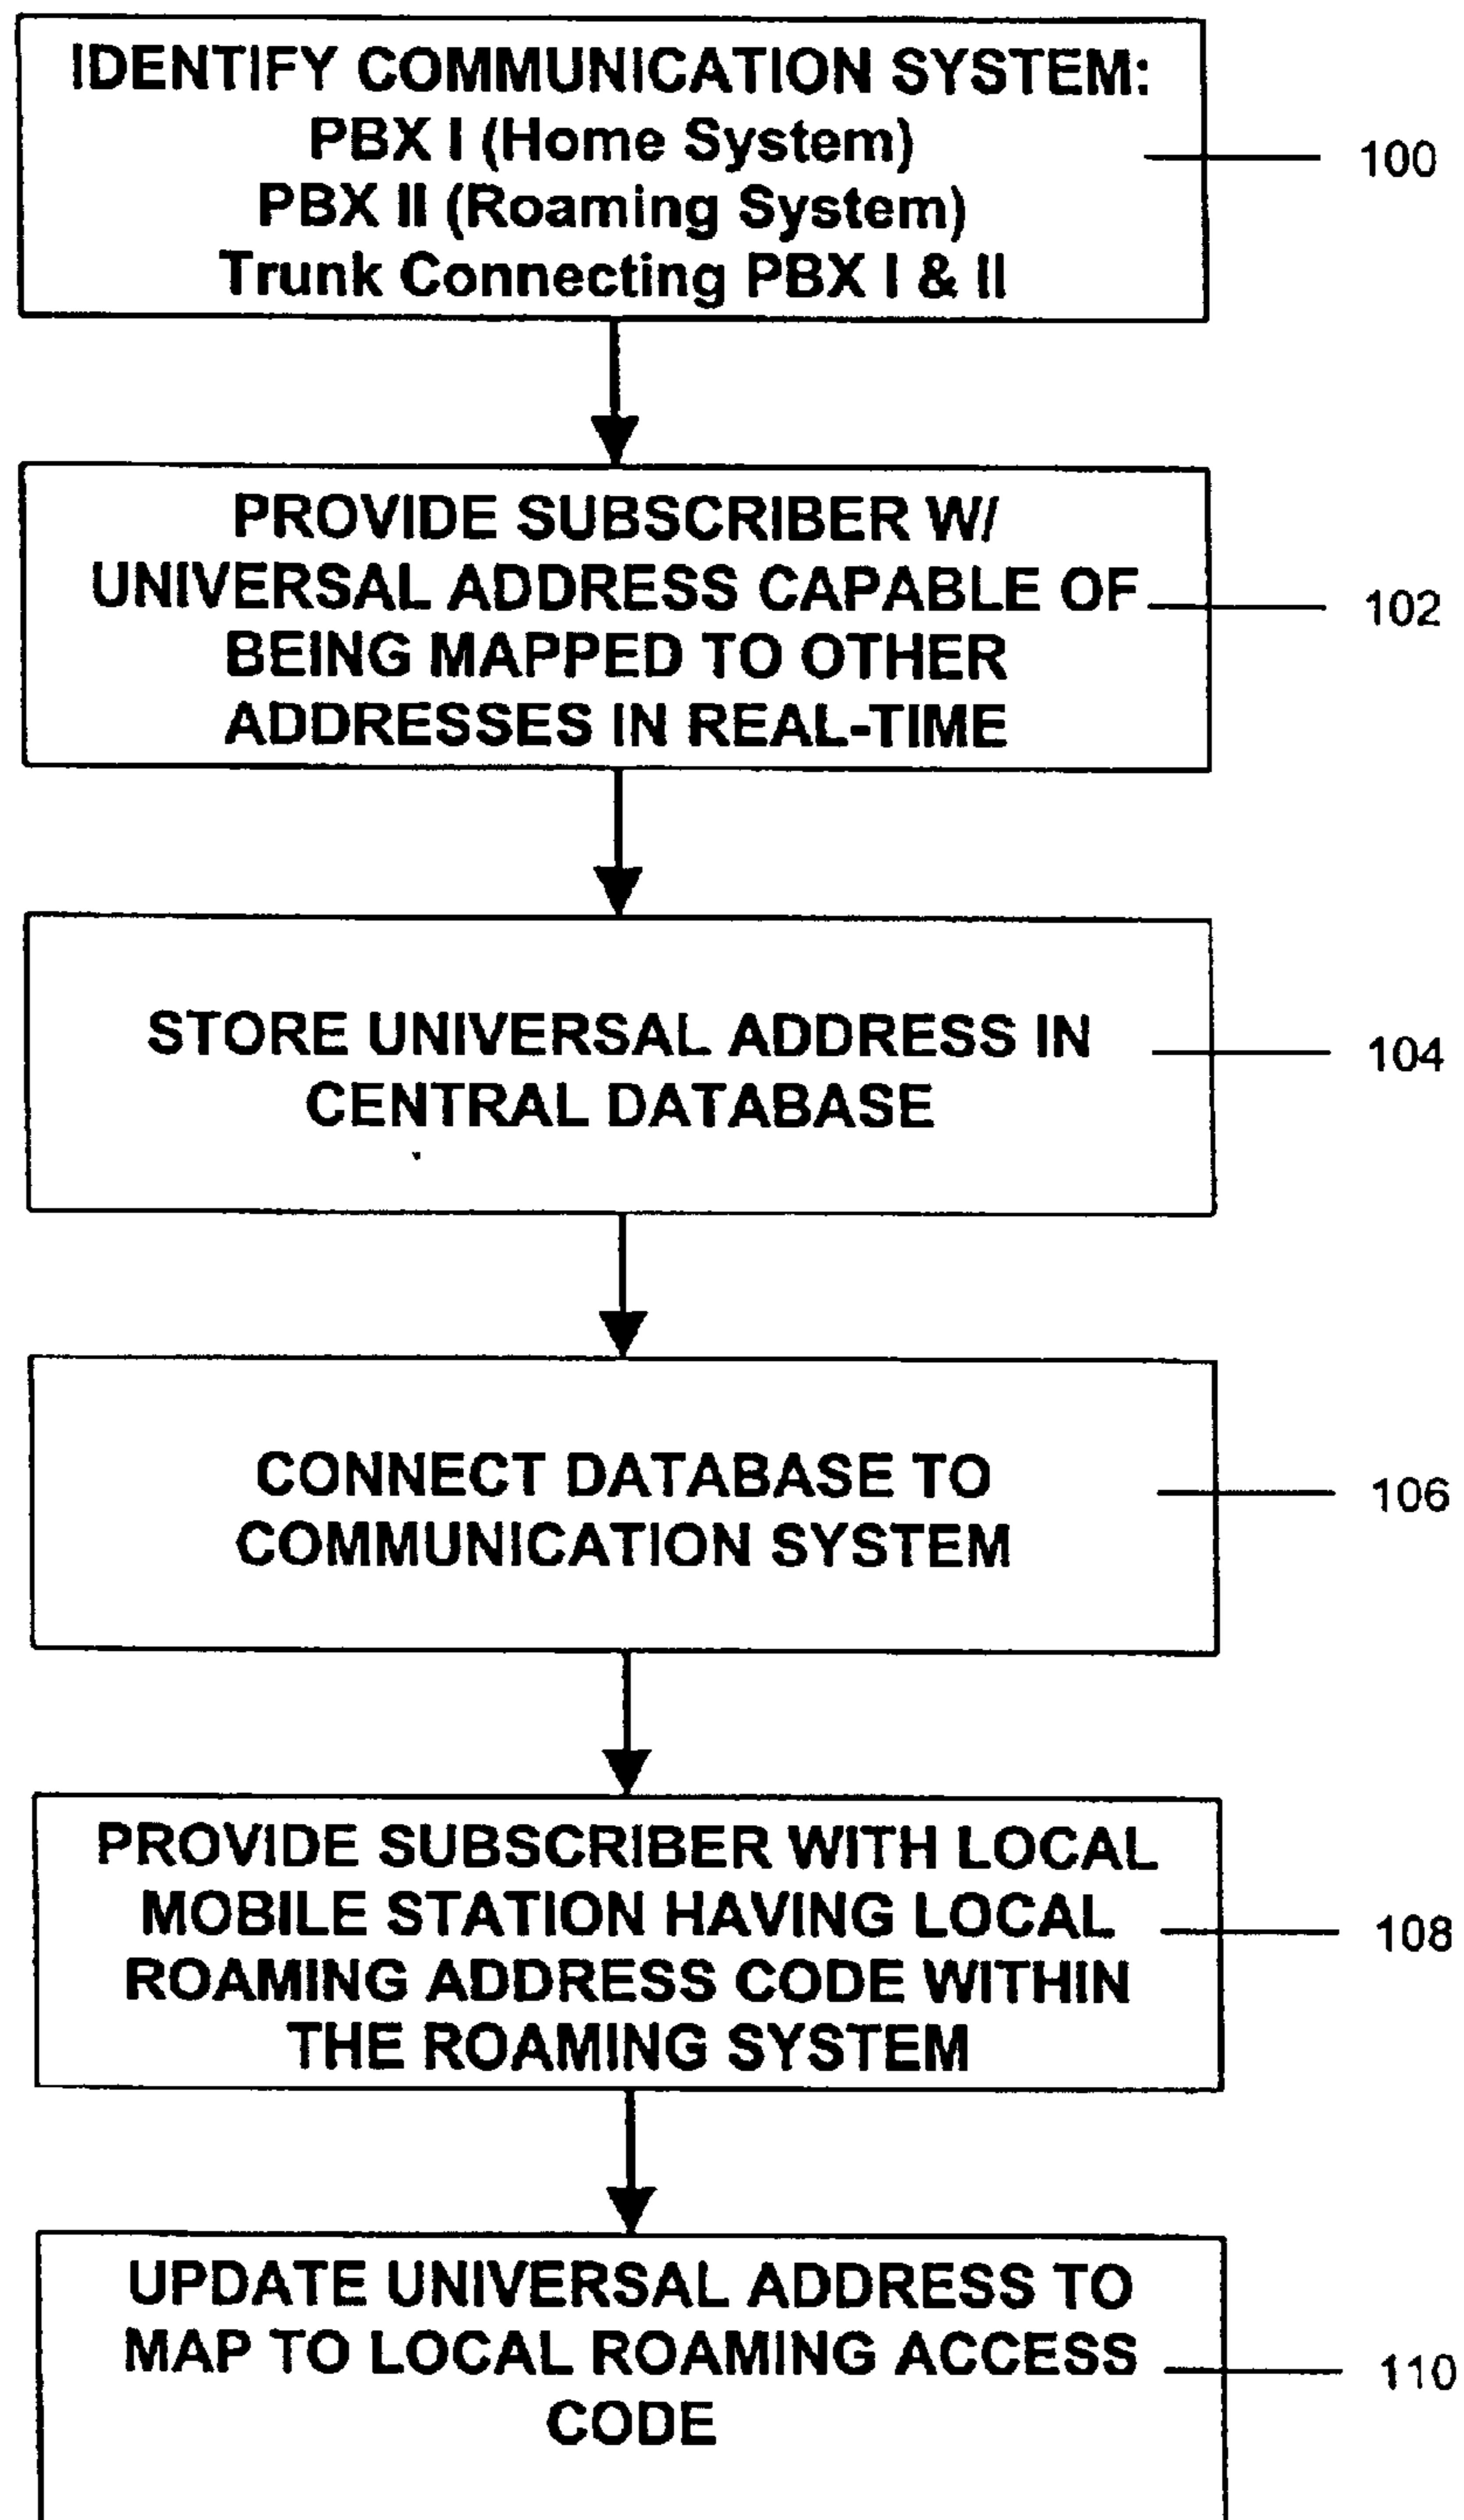 IDENTIFY COMMUNICATION SYSTEM:
PBX I (Home System)
PBX II (Roaming System)
Trunk Connecting PBX I & II
100
PROVIDE SUBSCRIBER W/
UNIVERSAL ADDRESS CAPABLE OF
BEING MAPPED TO OTHER
ADDRESSES IN REAL-TIME
102
STORE UNIVERSAL ADDRESS IN
CENTRAL DATABASE
104
CONNECT DATABASE TO
COMMUNICATION SYSTEM
106
PROVIDE SUBSCRIBER WITH LOCAL
MOBILE STATION HAVING LOCAL
ROAMING ADDRESS CODE WITHIN
THE ROAMING SYSTEM
108
UPDATE UNIVERSAL ADDRESS TO
MAP TO LOCAL ROAMING ACCESS
CODE
110